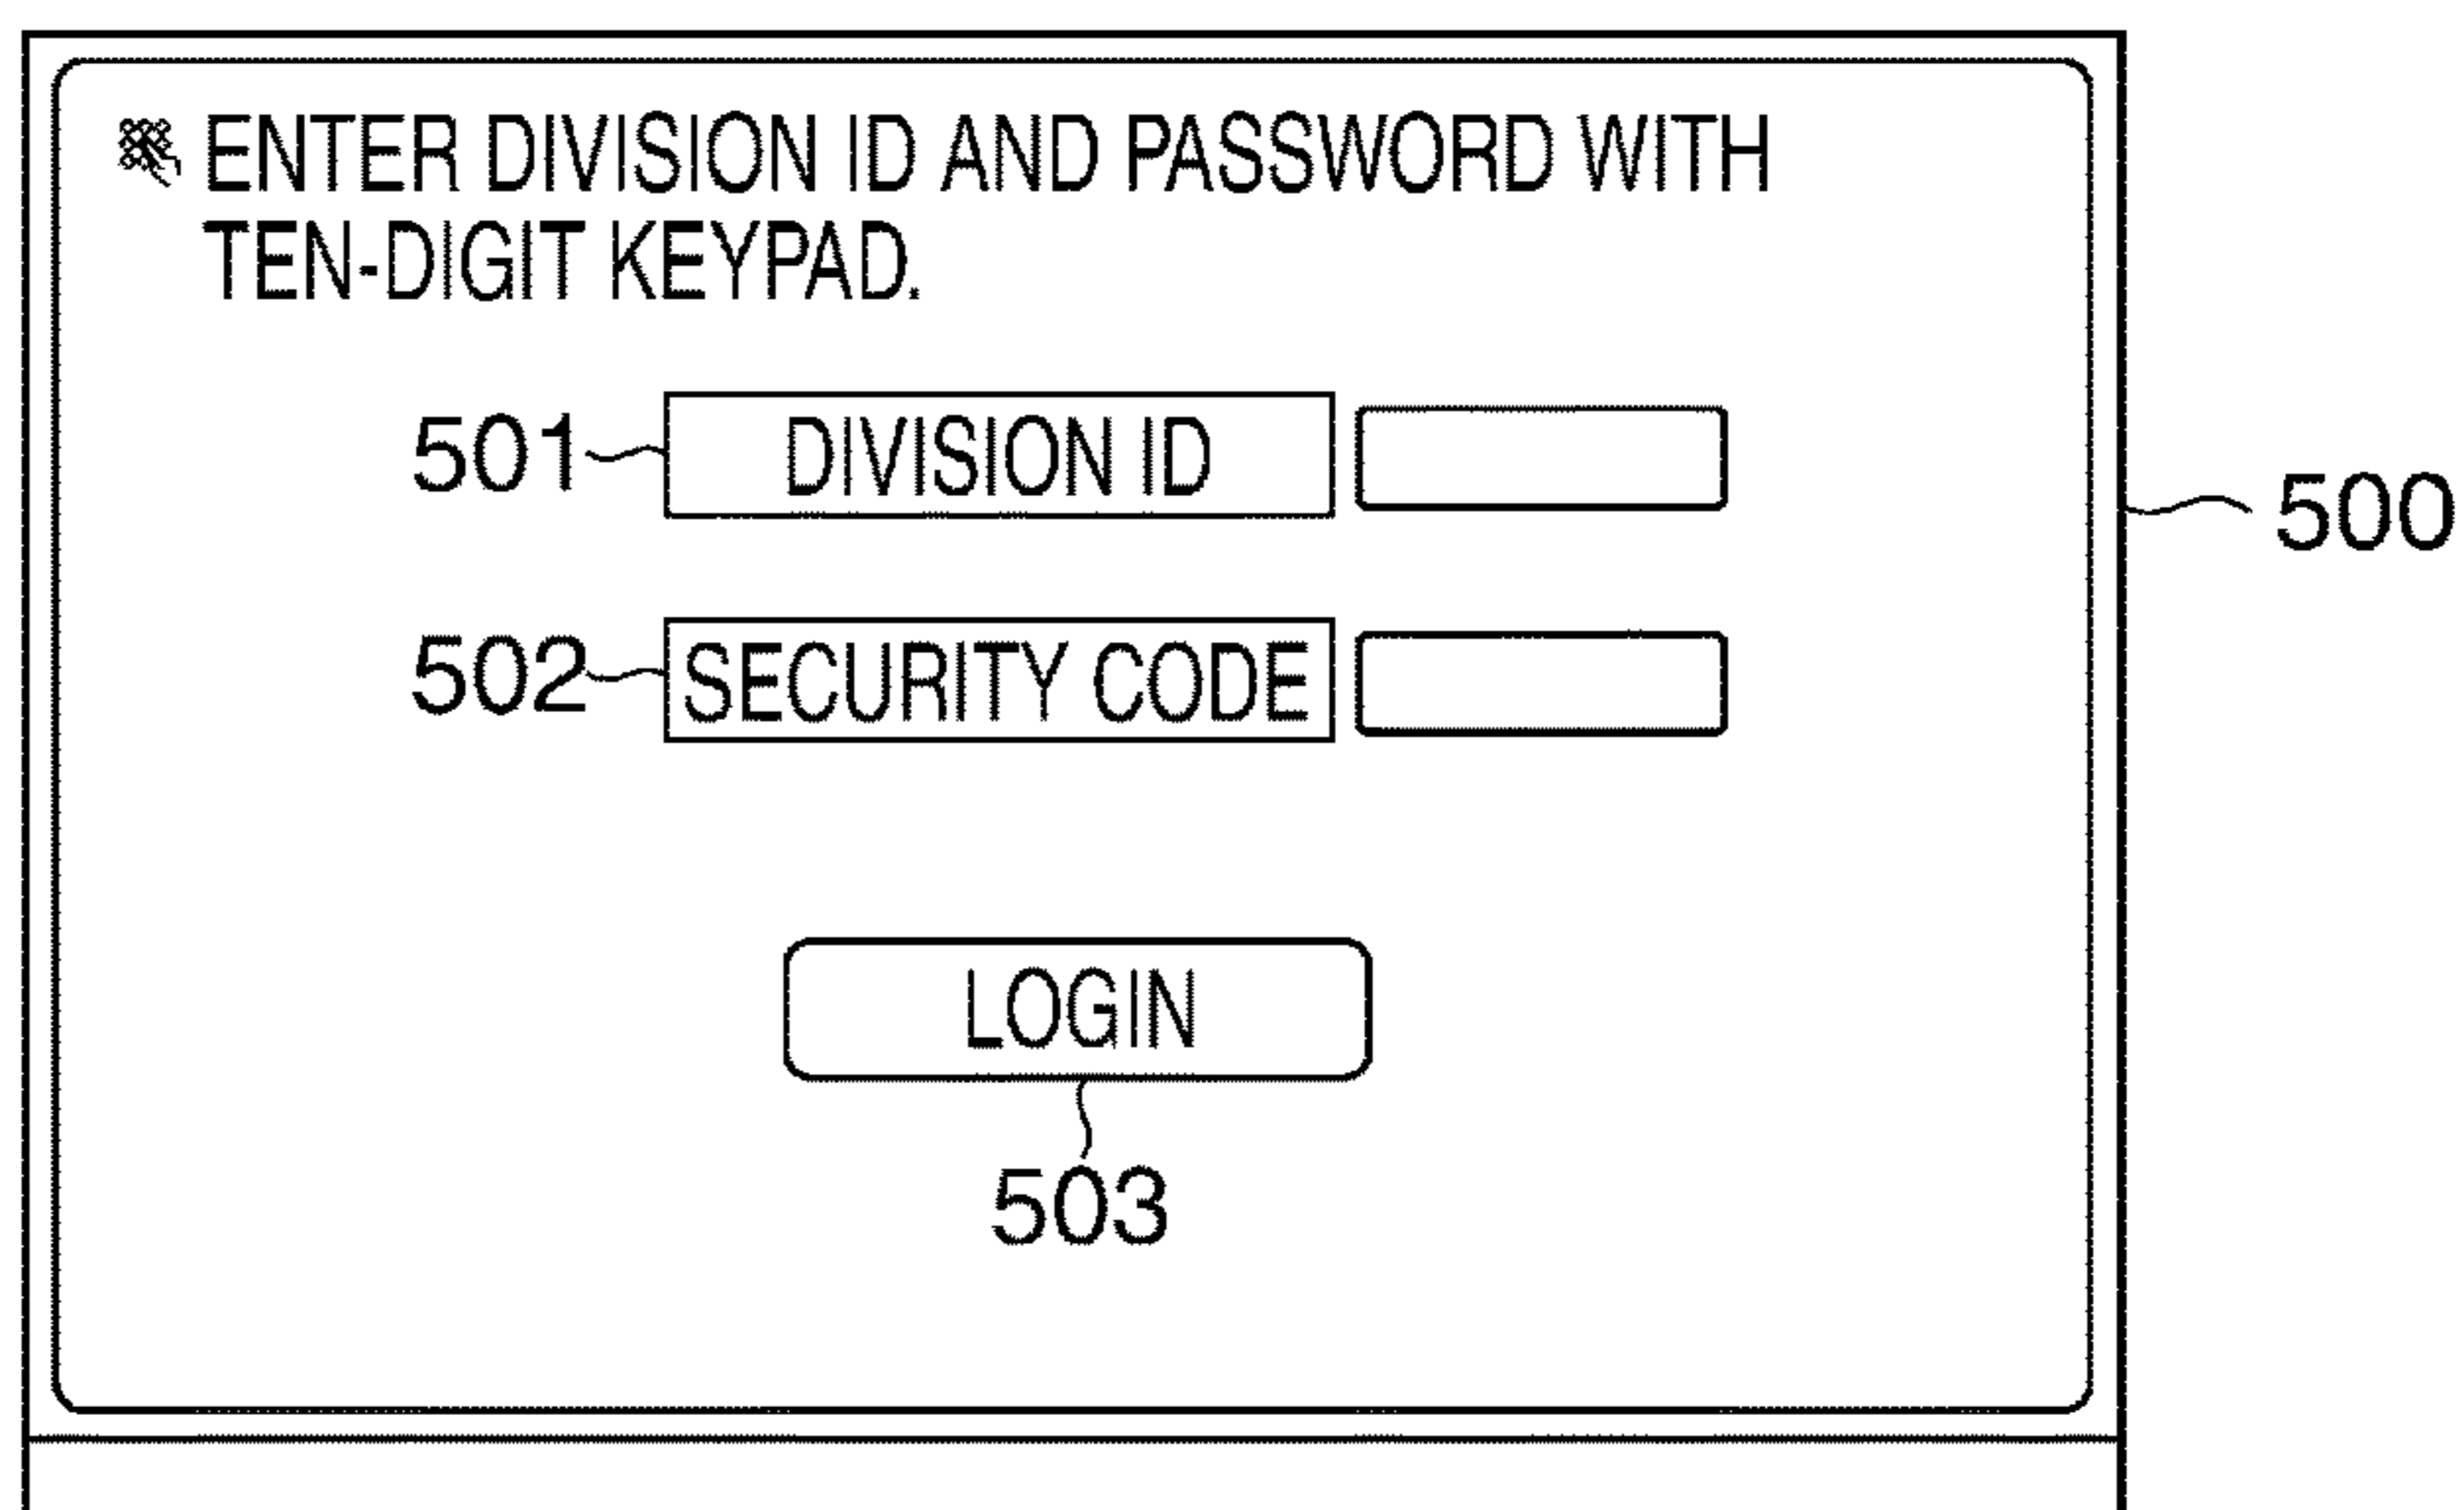 ENTER DIVISION ID AND PASSWORD WITH
TEN-DIGIT KEYPAD.
501 DIVISION ID
500
502 SECURITY CODE
LOGIN
503